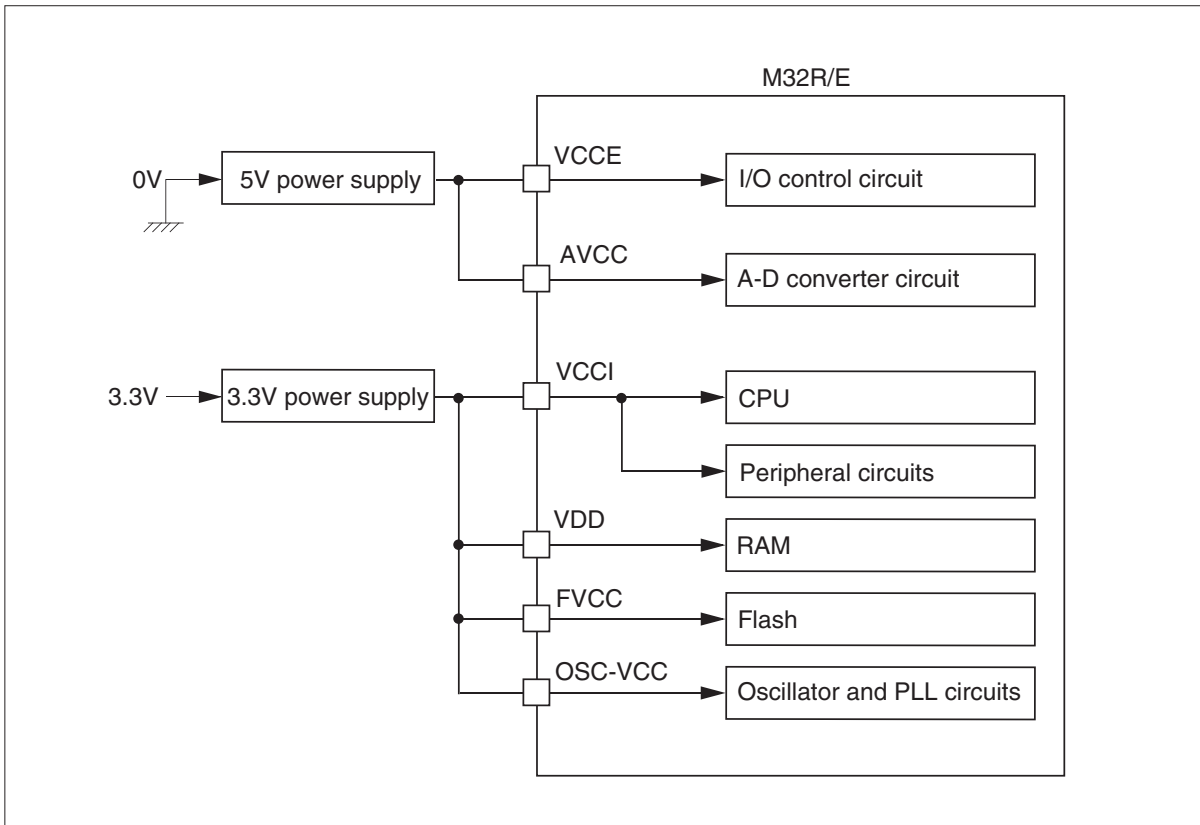 M32R/E
VCCE
0V
5V power supply
I/O control circuit
AVCC
A-D converter circuit
VCCI
3.3V
3.3V power supply
CPU
Peripheral circuits
VDD
RAM
FVCC
Flash
OSC-VCC
Oscillator and PLL circuits